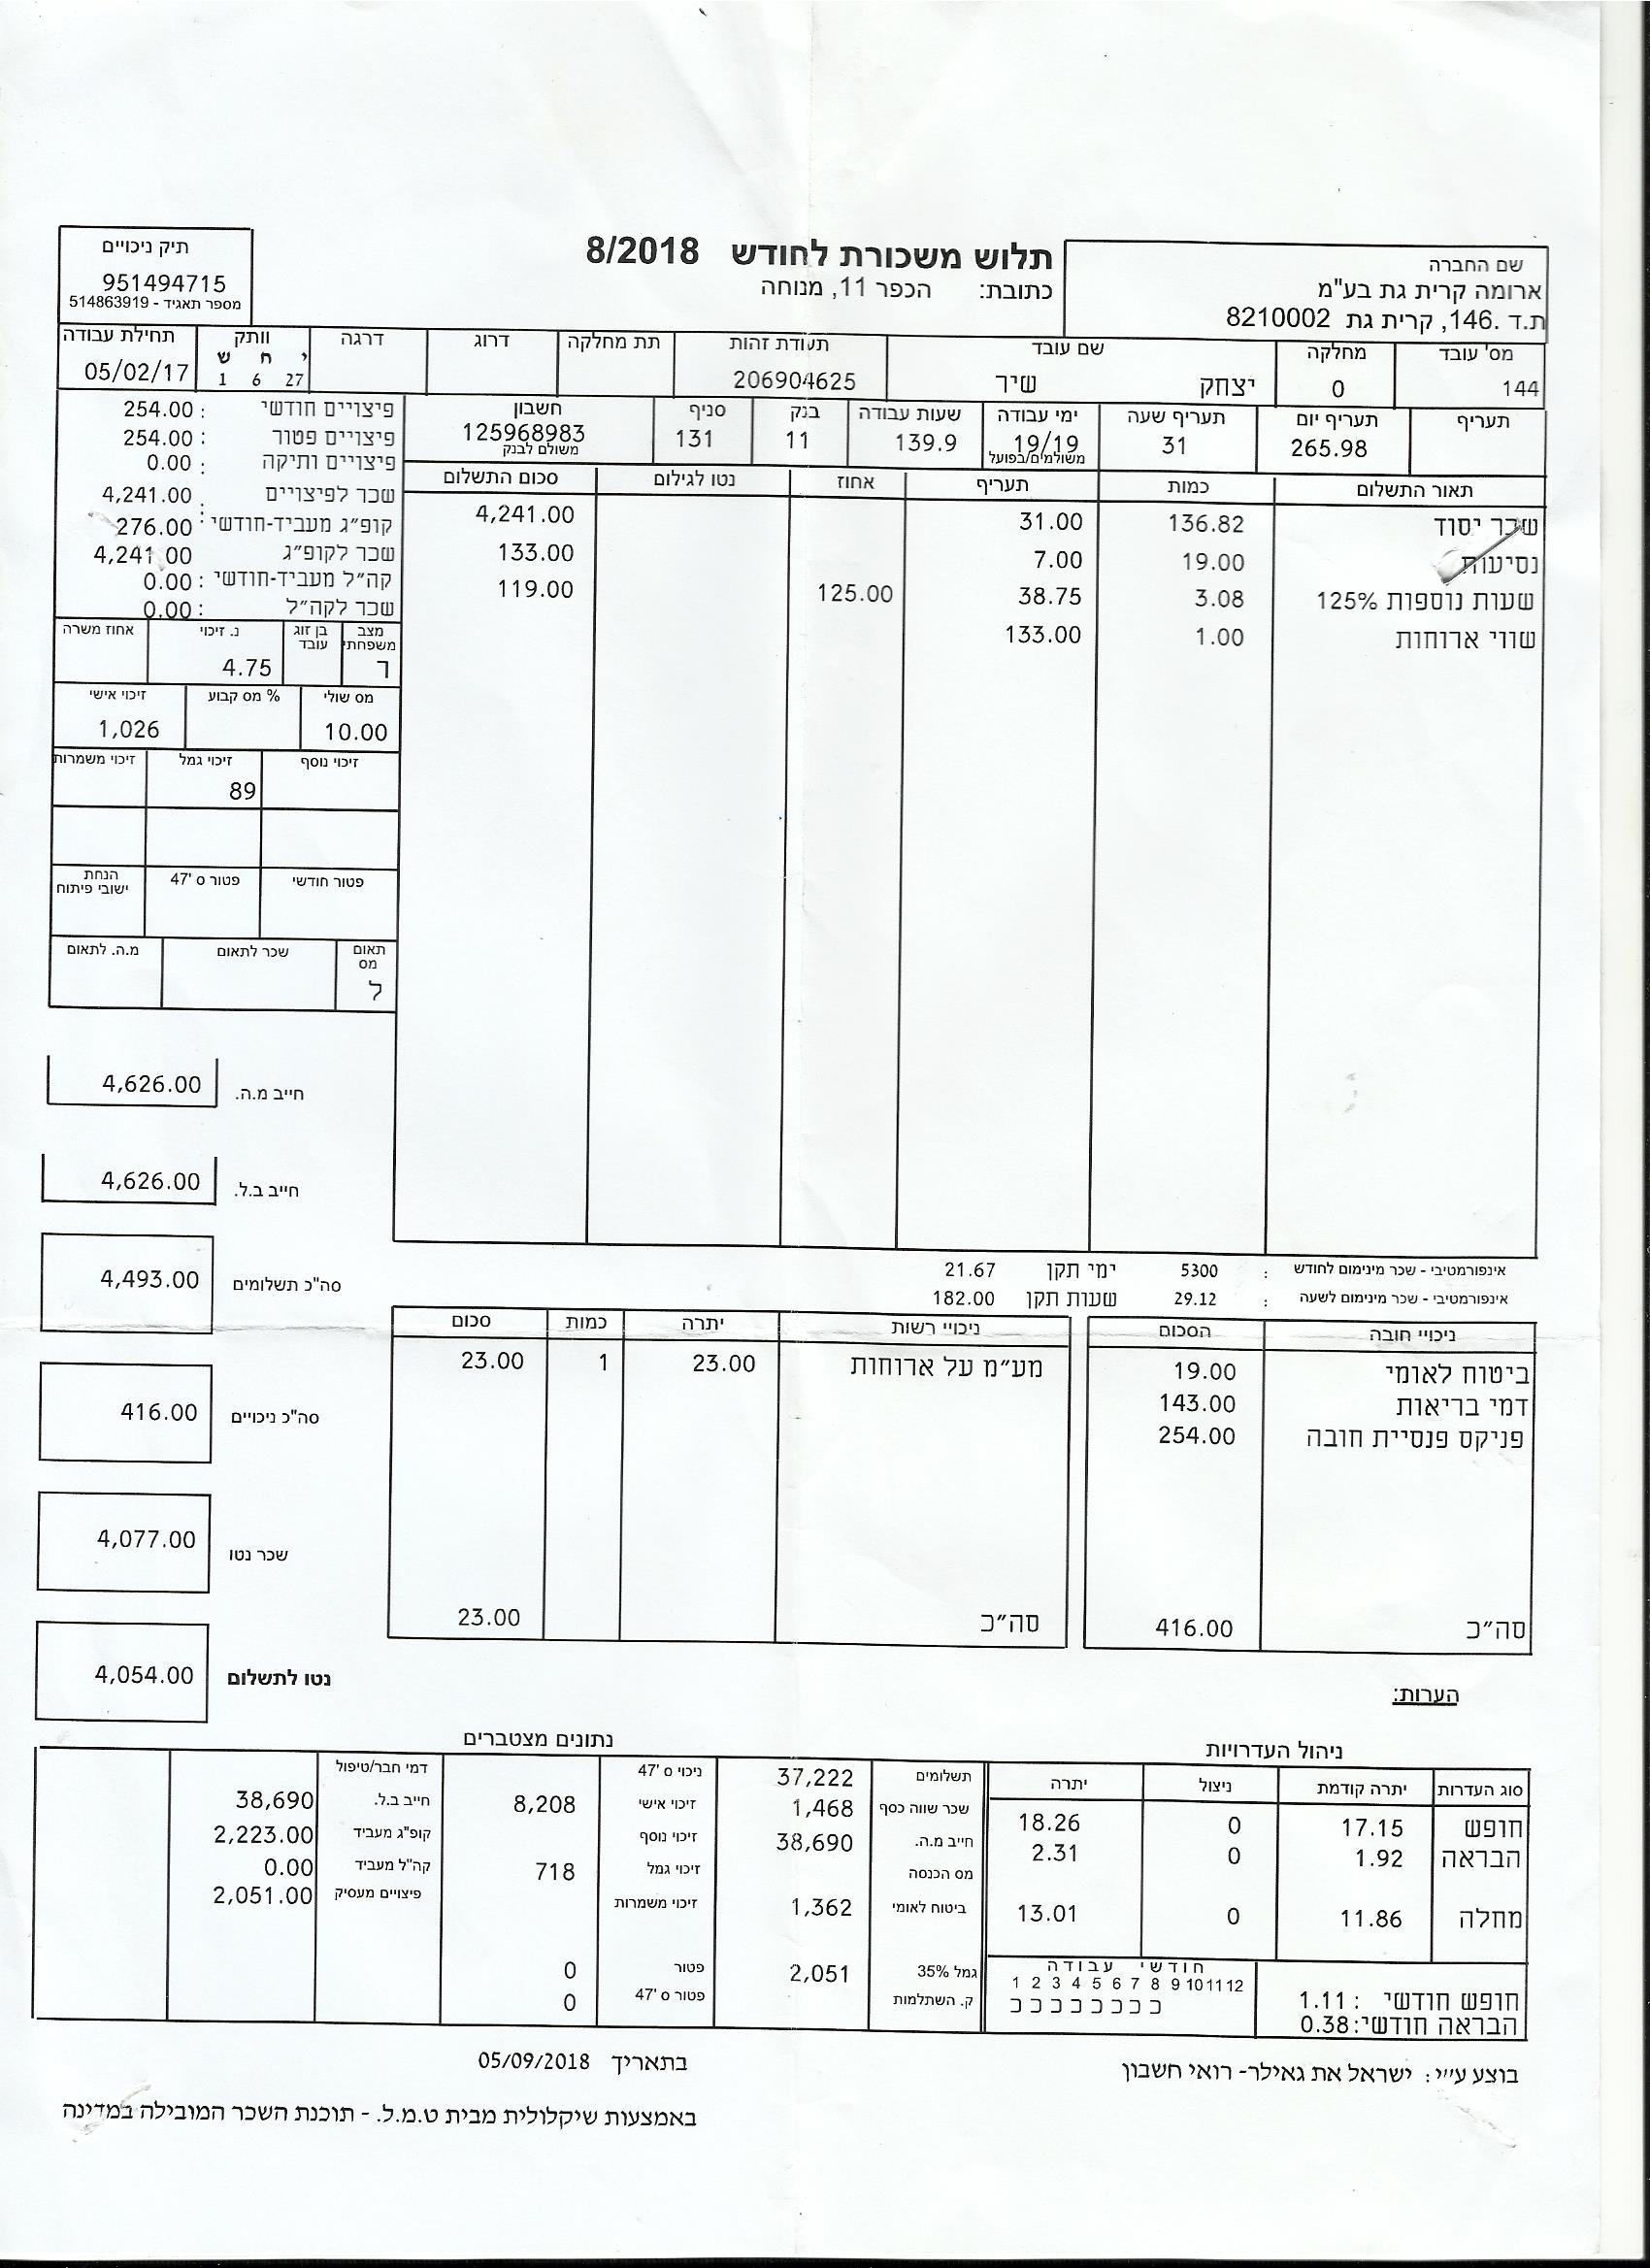 תלוש משכורת לחודש 8/2018
כתובת: הכפר 11, מנוחה
שם החברה
ארומה קרית גת בע"מ
ת.ד .146, קרית גת 8210002
תיק ניכויים
951494715
מספר תאגיד - 514863919
מס' עובד מחלקה שם עובד תעודת זהות תת מחלקה דרוג דרגה וותק תחילת עבודה
י ח ש
144 0 יצחק שיר 206904625 27 6 1 05/02/17
תעריף תעריף יום תעריף שעה ימי עבודה שעות עבודה בנק סניף חשבון
265.98 31 19/19 139.9 11 131 125968983
משולמים/בפועל משולם לבנק
תאור התשלום כמות תעריף אחוז נטו לגילום סכום התשלום
שכר יסוד 136.82 31.00 4,241.00
נסיעות 19.00 7.00 133.00
שעות נוספות 125% 3.08 38.75 125.00 119.00
שווי ארוחות 1.00 133.00
פיצויים חודשי : 254.00
פיצויים פטור : 254.00
פיצויים ותיקה : 0.00
שכר לפיצויים : 4,241.00
קופ"ג מעביד-חודשי : 276.00
שכר לקופ"ג 4,241.00
קה"ל מעביד-חודשי : 0.00
שכר לקה"ל : 0.00
מצב משפחתי בן זוג עובד נ. זיכוי אחוז משרה
ר 4.75
מס שולי % מס קבוע זיכוי אישי
10.00 1,026
זיכוי נוסף זיכוי גמל זיכוי משמרות
89
פטור חודשי פטור ס '47 הנחת ישובי פיתוח
תאום מס שכר לתאום מ.ה. לתאום
ל
חייב מ.ה. 4,626.00
חייב ב.ל. 4,626.00
סה"כ תשלומים 4,493.00
סה"כ ניכויים 416.00
שכר נטו 4,077.00
נטו לתשלום 4,054.00
אינפורמטיבי - שכר מינימום לחודש : 5300 ימי תקן 21.67
אינפורמטיבי - שכר מינימום לשעה : 29.12 שעות תקן 182.00
ניכויי חובה הסכום
ביטוח לאומי 19.00
דמי בריאות 143.00
פניקס פנסיית חובה 254.00
סה"כ 416.00
ניכויי רשות יתרה כמות סכום
מע"מ על ארוחות 23.00 1 23.00
סה"כ 23.00
הערות:
ניהול העדרויות
סוג העדרות יתרה קודמת ניצול יתרה
חופש 17.15 0 18.26
הבראה 1.92 0 2.31
מחלה 11.86 0 13.01
חופש חודשי : 1.11
הבראה חודשי: 0.38
חודשי עבודה
1 2 3 4 5 6 7 8 9 10 11 12
כ כ כ כ כ כ כ כ
נתונים מצטברים
תשלומים 37,222 ניכוי ס '47 דמי חבר/טיפול
שכר שווה כסף 1,468 זיכוי אישי 8,208 חייב ב.ל. 38,690
חייב מ.ה. 38,690 זיכוי נוסף קופ"ג מעביד 2,223.00
מס הכנסה זיכוי גמל 718 קה"ל מעביד 0.00
ביטוח לאומי 1,362 זיכוי משמרות פיצויים מעסיק 2,051.00
גמל 35% 2,051 פטור 0
ק. השתלמות פטור ס '47 0
בוצע ע"י : ישראל את גאילר- רואי חשבון
בתאריך 05/09/2018
באמצעות שיקלולית מבית ט.מ.ל. - תוכנת השכר המובילה במדינה